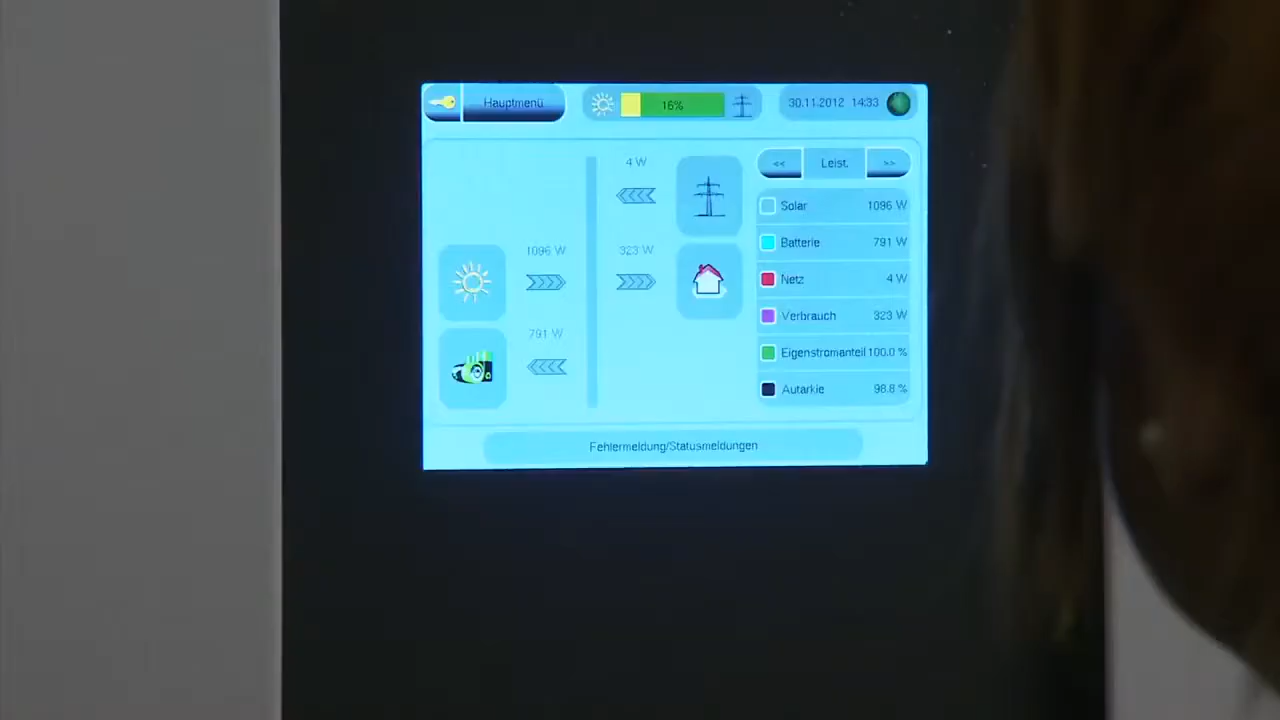 Hauptmenü
16%
30.11.2012 14:33
4 W
<< Leist. >>
Solar 1096 W
1096 W
323 W
Batterie 791 W
Netz 4 W
Verbrauch 323 W
791 W
Eigenstromanteil 100.0 %
Autarkie 98.8 %
Fehlermeldung/Statusmeldungen